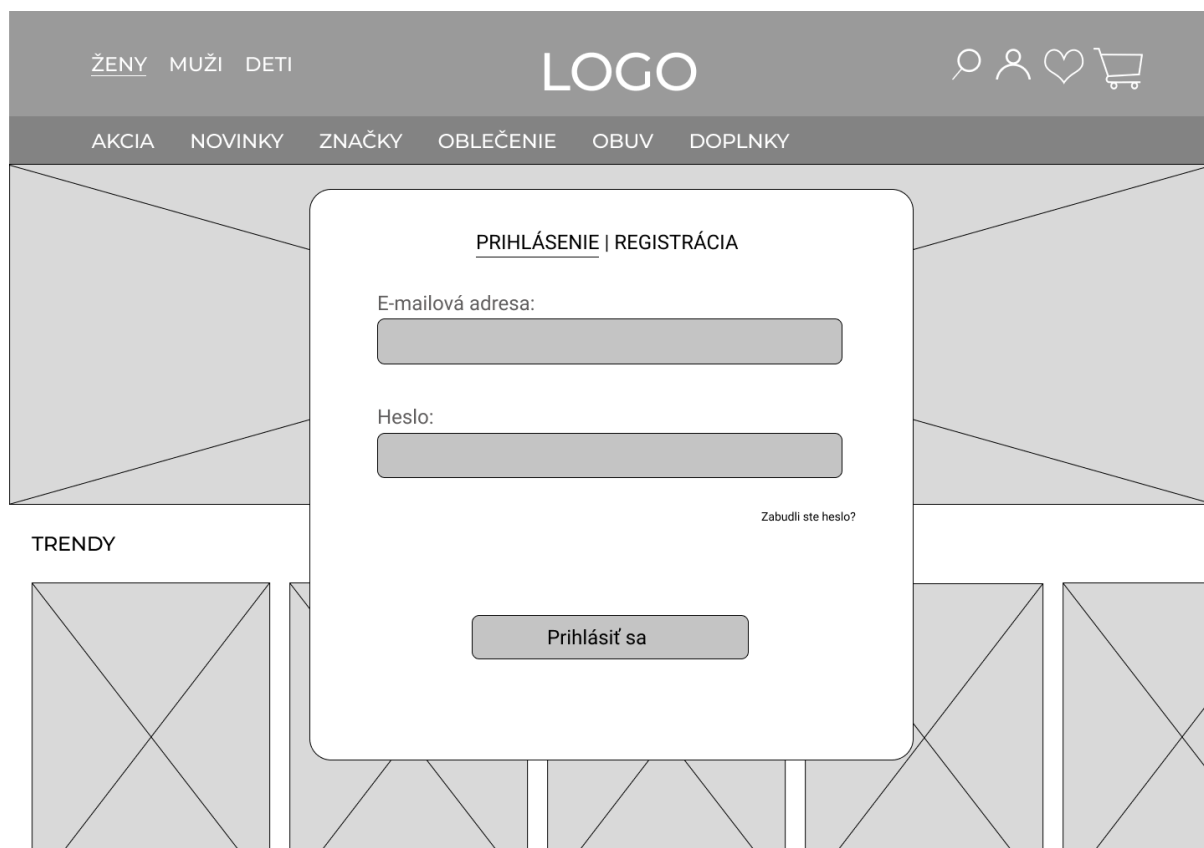 ŽENY MUŽI DETI
LOGO
AKCIA NOVINKY ZNAČKY OBLEČENIE OBUV DOPLNKY
PRIHLÁSENIE | REGISTRÁCIA
E-mailová adresa:
Heslo:
Zabudli ste heslo?
TRENDY
Prihlásiť sa